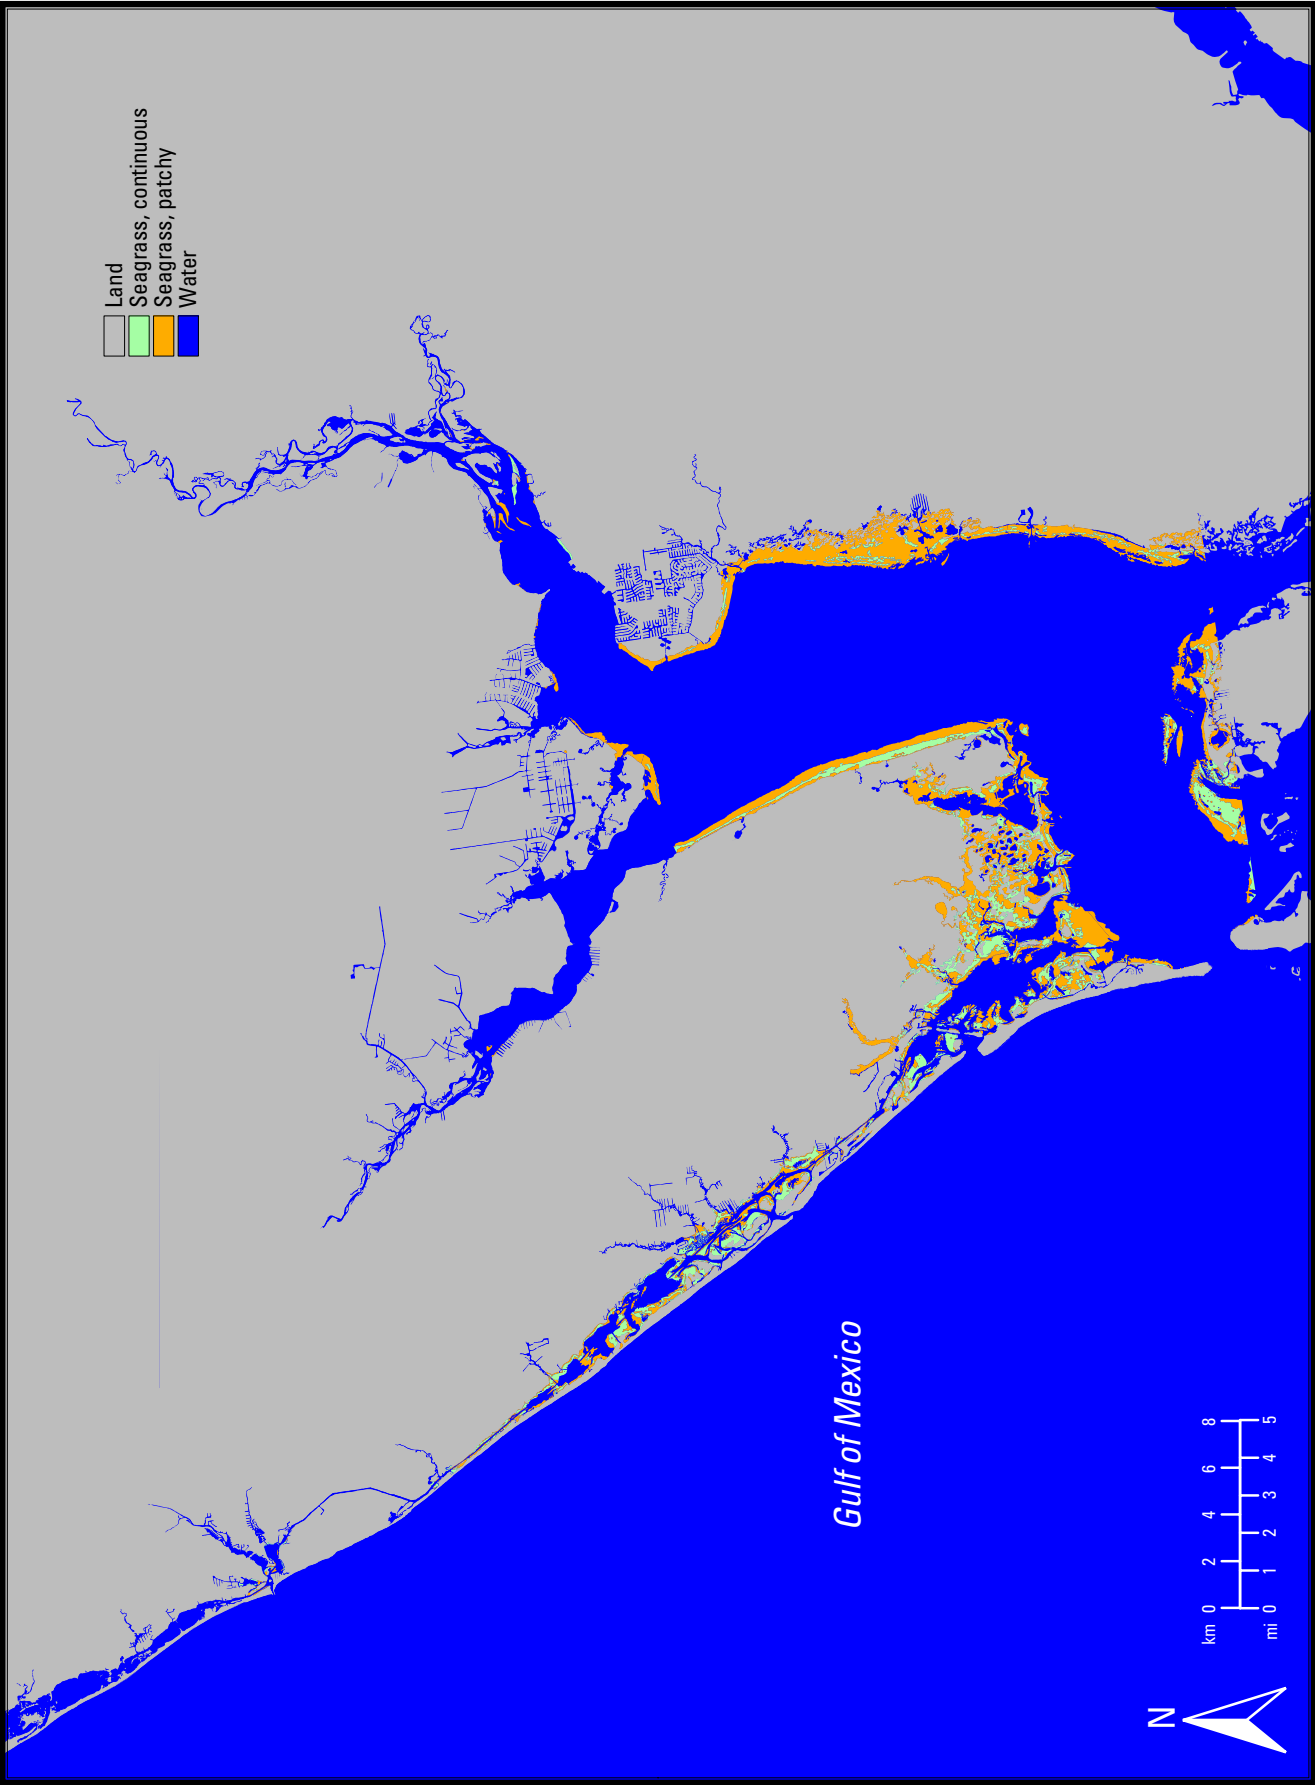 Land
Seagrass, continuous
Seagrass, patchy
Water
Gulf of Mexico
km 0 2 4 6 8
mi 0 1 2 3 4 5
N